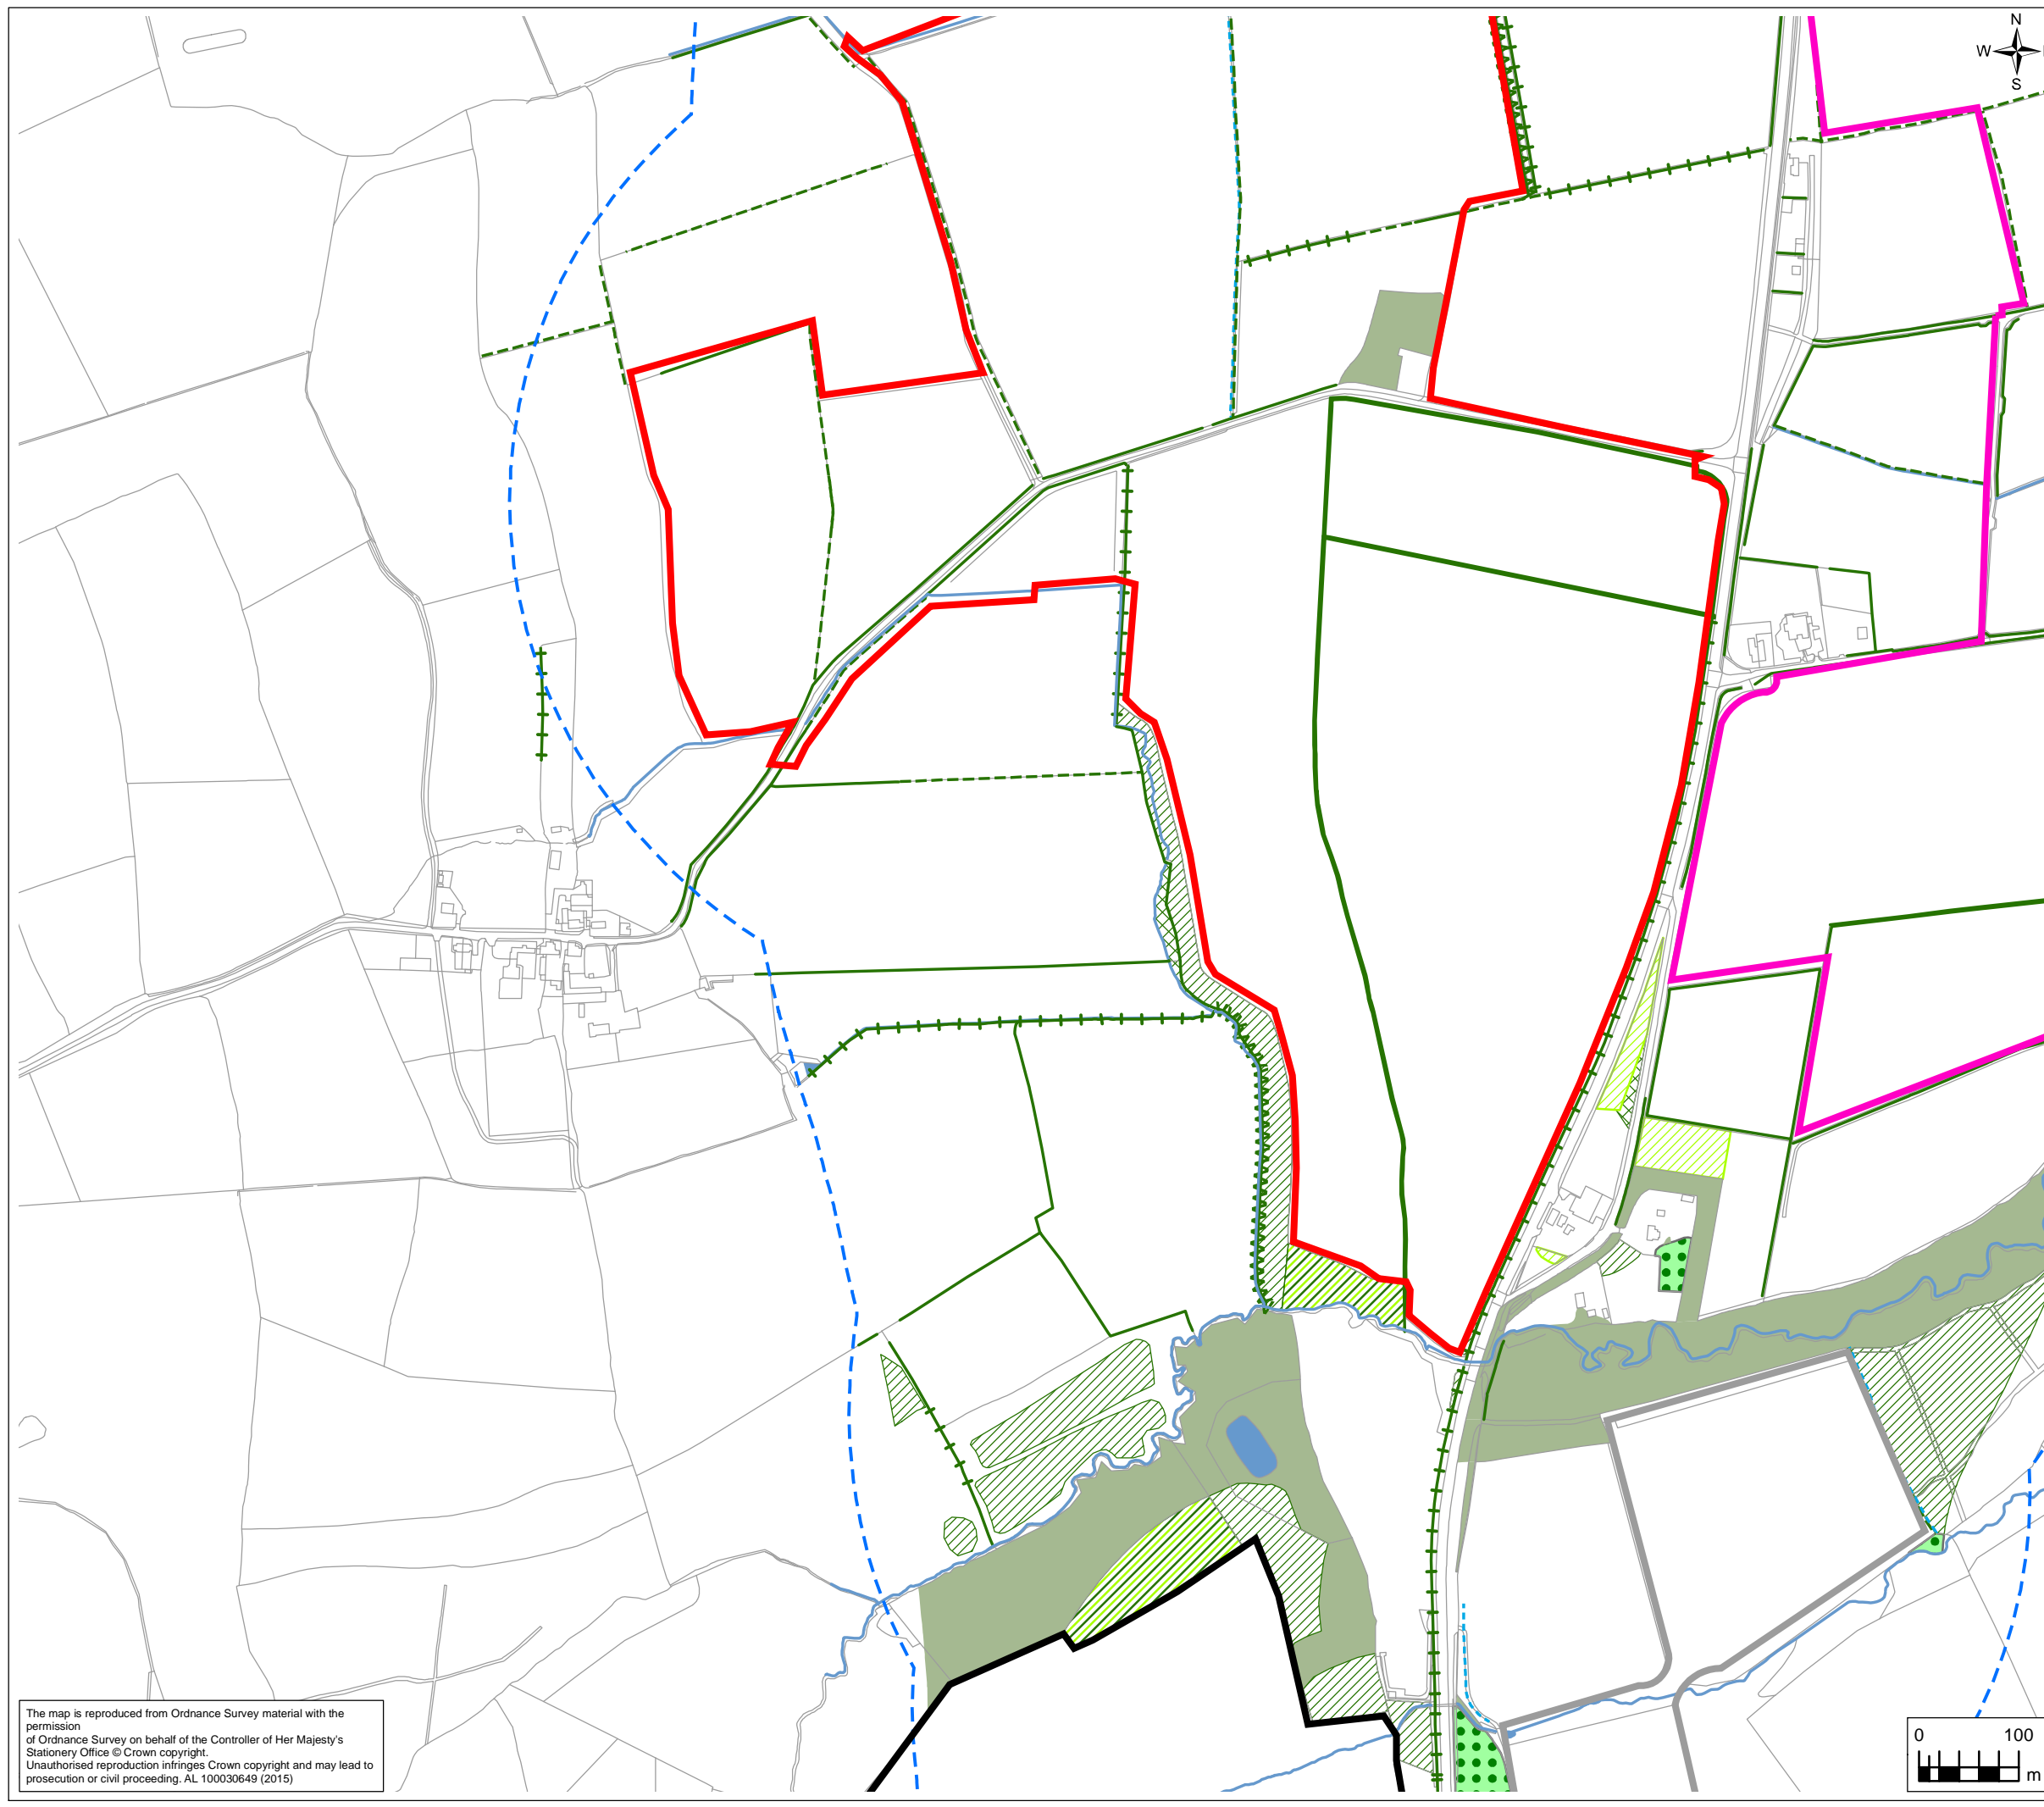 N
W
S
The map is reproduced from Ordnance Survey material with the
permission
of Ordnance Survey on behalf of the Controller of Her Majesty's
Stationery Office © Crown copyright.
Unauthorised reproduction infringes Crown copyright and may lead to
prosecution or civil proceeding. AL 100030649 (2015)
0 100
m